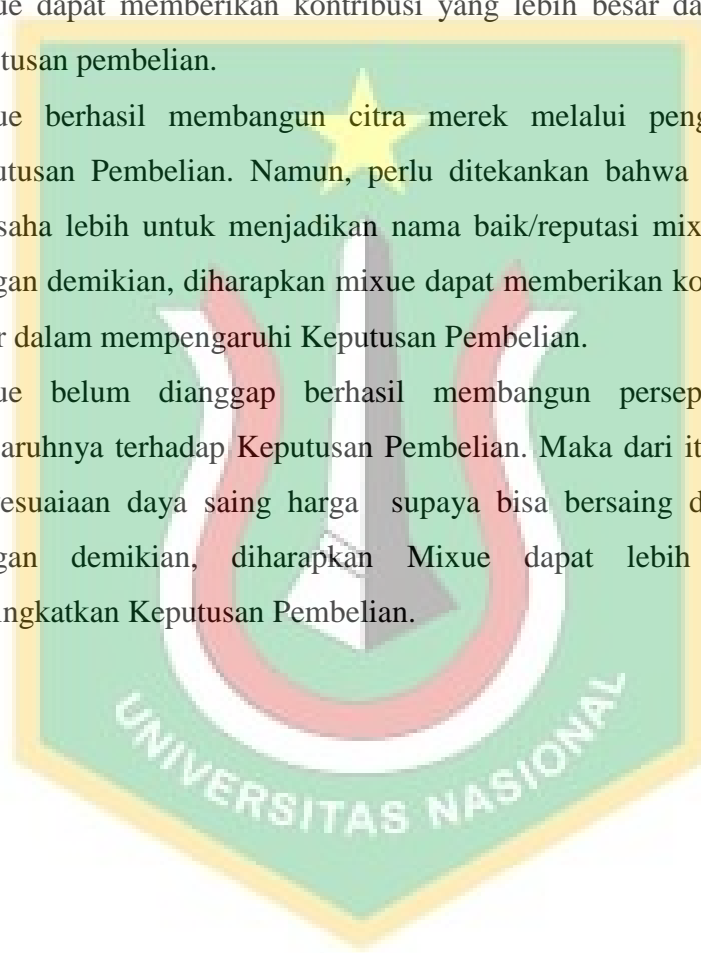 ue dapat memberikan kontribusi yang lebih besar da
tusan pembelian.
ue berhasil membangun citra merek melalui peng
utusan Pembelian. Namun, perlu ditekankan bahwa
saha lebih untuk menjadikan nama baik/reputasi mix
gan demikian, diharapkan mixue dapat memberikan ko
r dalam mempengaruhi Keputusan Pembelian.
ue belum dianggap berhasil membangun persep
aruhnya terhadap Keputusan Pembelian. Maka dari it
esuaiaan daya saing harga supaya bisa bersaing d
gan demikian, diharapkan Mixue dapat lebih
ingkatkan Keputusan Pembelian.
UNIVERSITAS NASIONAL